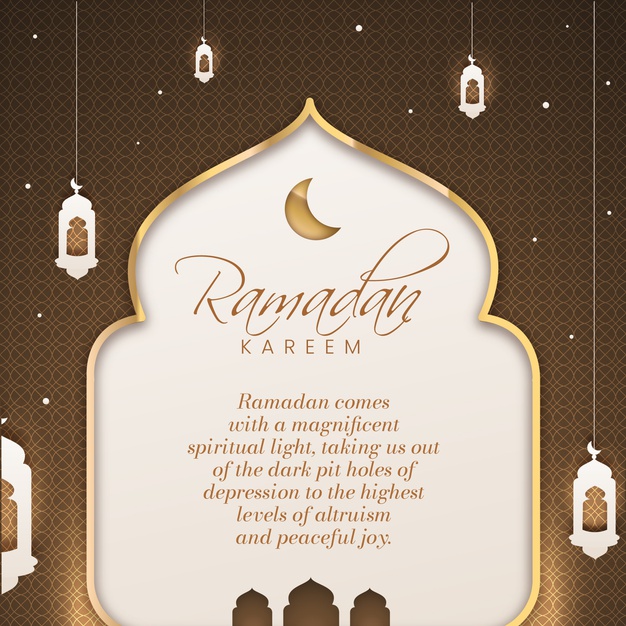 Ramadan
KAREEM
Ramadan comes
with a magnificent
spiritual light, taking us out
of the dark pit holes of
depression to the highest
levels of altruism
and peaceful joy.